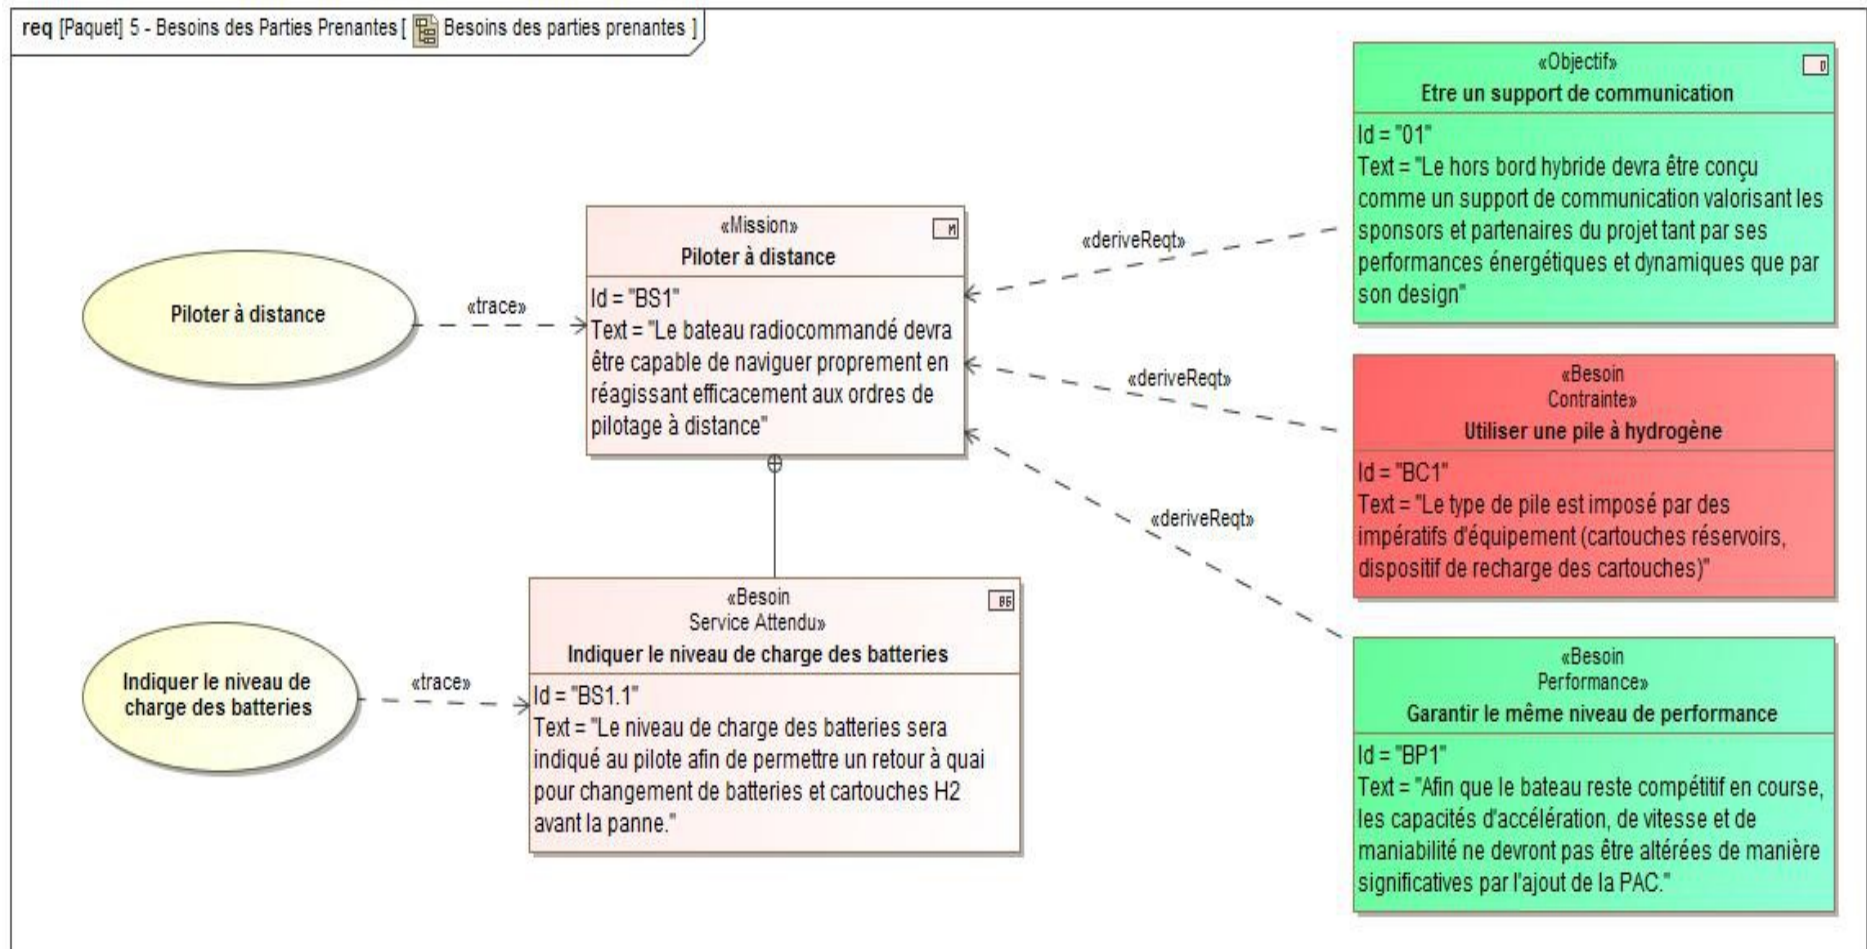 req [Paquet] 5 - Besoins des Parties Prenantes [ Besoins des parties prenantes ]
Piloter à distance
«trace»
«Mission»
M
Piloter à distance
Id = "BS1"
Text = "Le bateau radiocommandé devra
être capable de naviguer proprement en
réagissant efficacement aux ordres de
pilotage à distance"
«deriveReqt»
«deriveReqt»
«deriveReqt»
«Objectif»
Etre un support de communication
Id = "01"
Text = "Le hors bord hybride devra être conçu
comme un support de communication valorisant les
sponsors et partenaires du projet tant par ses
performances énergétiques et dynamiques que par
son design"
«Besoin
Contrainte»
Utiliser une pile à hydrogène
Id = "BC1"
Text = "Le type de pile est imposé par des
impératifs d'équipement (cartouches réservoirs,
dispositif de recharge des cartouches)"
Indiquer le niveau de
charge des batteries
«trace»
«Besoin
Service Attendu»
Indiquer le niveau de charge des batteries
Id = "BS1.1"
Text = "Le niveau de charge des batteries sera
indiqué au pilote afin de permettre un retour à quai
pour changement de batteries et cartouches H2
avant la panne."
«Besoin
Performance»
Garantir le même niveau de performance
Id = "BP1"
Text = "Afin que le bateau reste compétitif en course,
les capacités d'accélération, de vitesse et de
maniabilité ne devront pas être altérées de manière
significatives par l'ajout de la PAC."